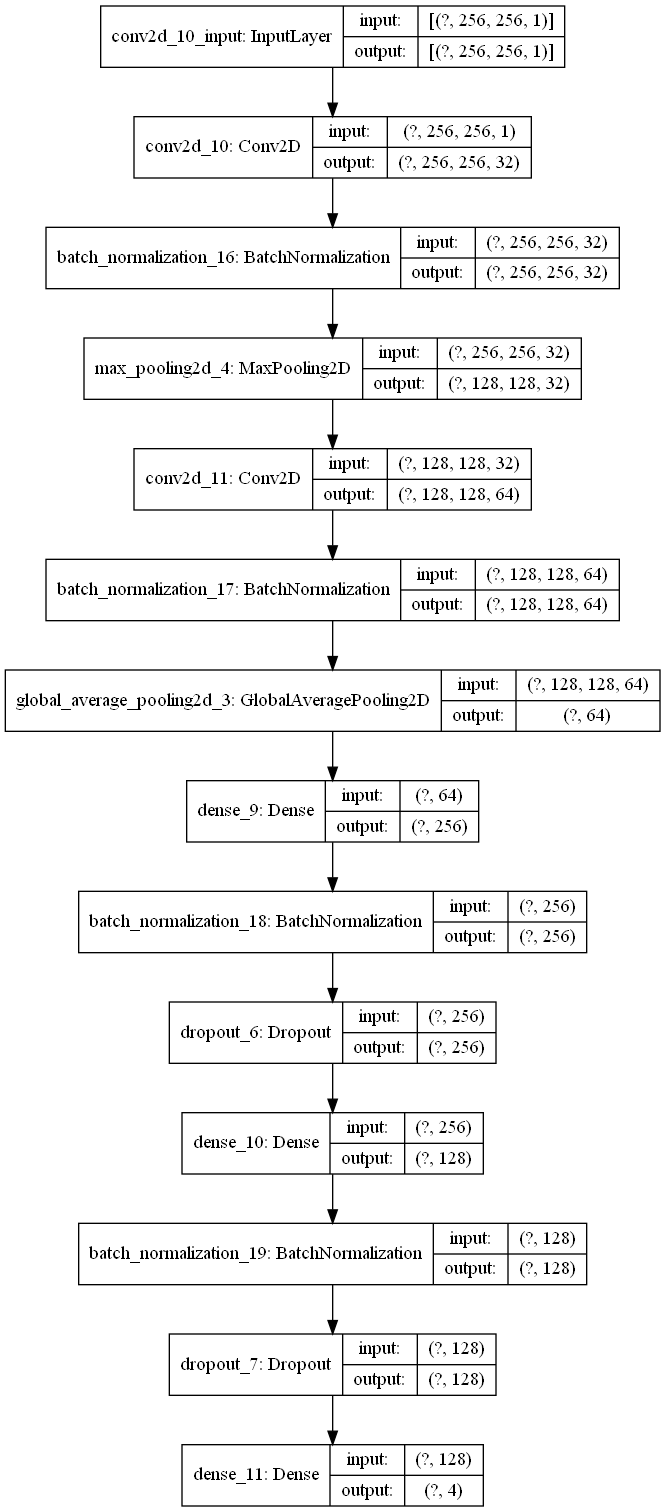 conv2d_10_input: InputLayer input: [(?, 256, 256, 1)]
output: [(?, 256, 256, 1)]
conv2d_10: Conv2D input: (?, 256, 256, 1)
output: (?, 256, 256, 32)
batch_normalization_16: BatchNormalization input: (?, 256, 256, 32)
output: (?, 256, 256, 32)
max_pooling2d_4: MaxPooling2D input: (?, 256, 256, 32)
output: (?, 128, 128, 32)
conv2d_11: Conv2D input: (?, 128, 128, 32)
output: (?, 128, 128, 64)
batch_normalization_17: BatchNormalization input: (?, 128, 128, 64)
output: (?, 128, 128, 64)
global_average_pooling2d_3: GlobalAveragePooling2D input: (?, 128, 128, 64)
output: (?, 64)
dense_9: Dense input: (?, 64)
output: (?, 256)
batch_normalization_18: BatchNormalization input: (?, 256)
output: (?, 256)
dropout_6: Dropout input: (?, 256)
output: (?, 256)
dense_10: Dense input: (?, 256)
output: (?, 128)
batch_normalization_19: BatchNormalization input: (?, 128)
output: (?, 128)
dropout_7: Dropout input: (?, 128)
output: (?, 128)
dense_11: Dense input: (?, 128)
output: (?, 4)